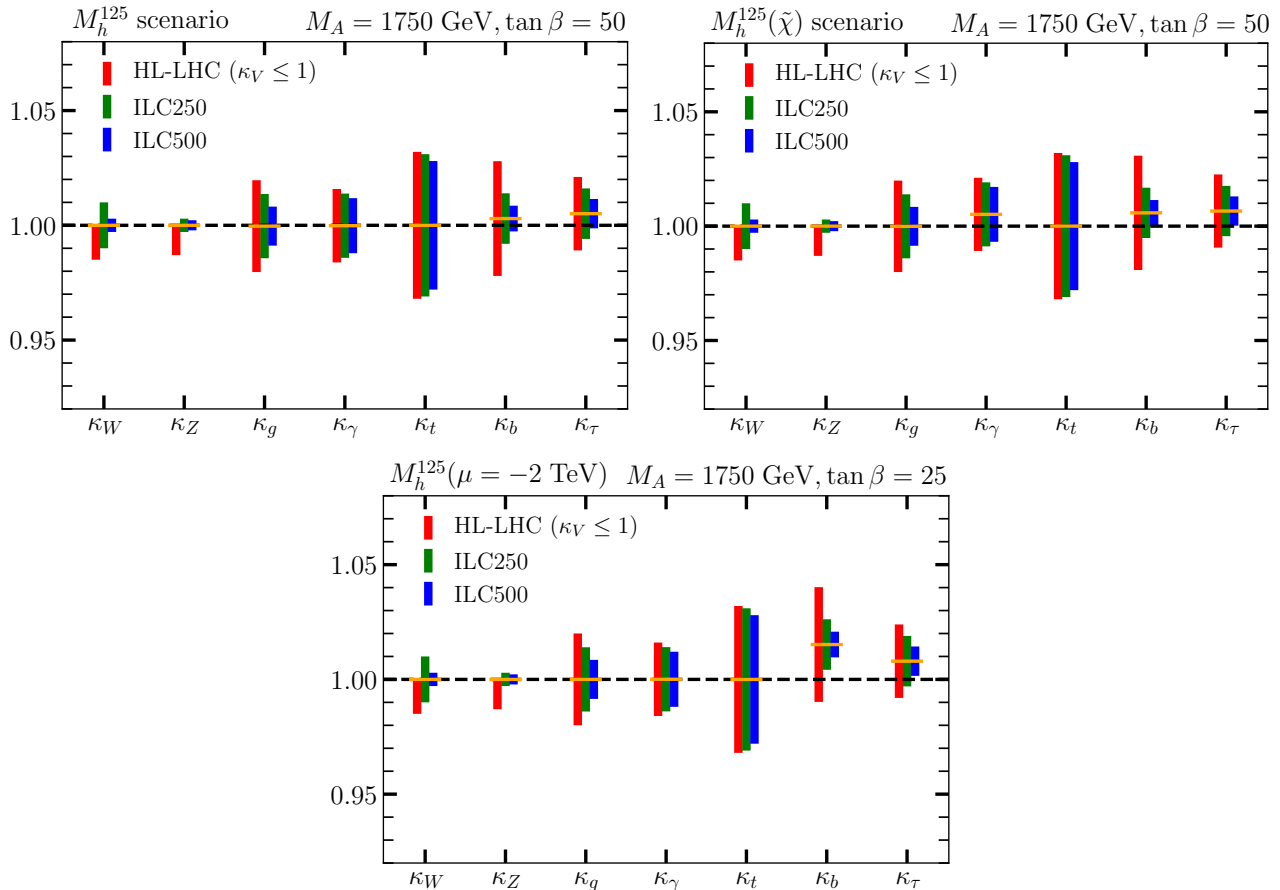 M_h^{125} scenario M_A = 1750 GeV, tan β = 50
HL-LHC (κ_V ≤ 1)
ILC250
ILC500
1.05
1.00
0.95
κ_W κ_Z κ_g κ_γ κ_t κ_b κ_τ
M_h^{125}(χ̃) scenario M_A = 1750 GeV, tan β = 50
HL-LHC (κ_V ≤ 1)
ILC250
ILC500
1.05
1.00
0.95
κ_W κ_Z κ_g κ_γ κ_t κ_b κ_τ
M_h^{125}(μ = −2 TeV) M_A = 1750 GeV, tan β = 25
HL-LHC (κ_V ≤ 1)
ILC250
ILC500
1.05
1.00
0.95
κ_W κ_Z κ_g κ_γ κ_t κ_b κ_τ